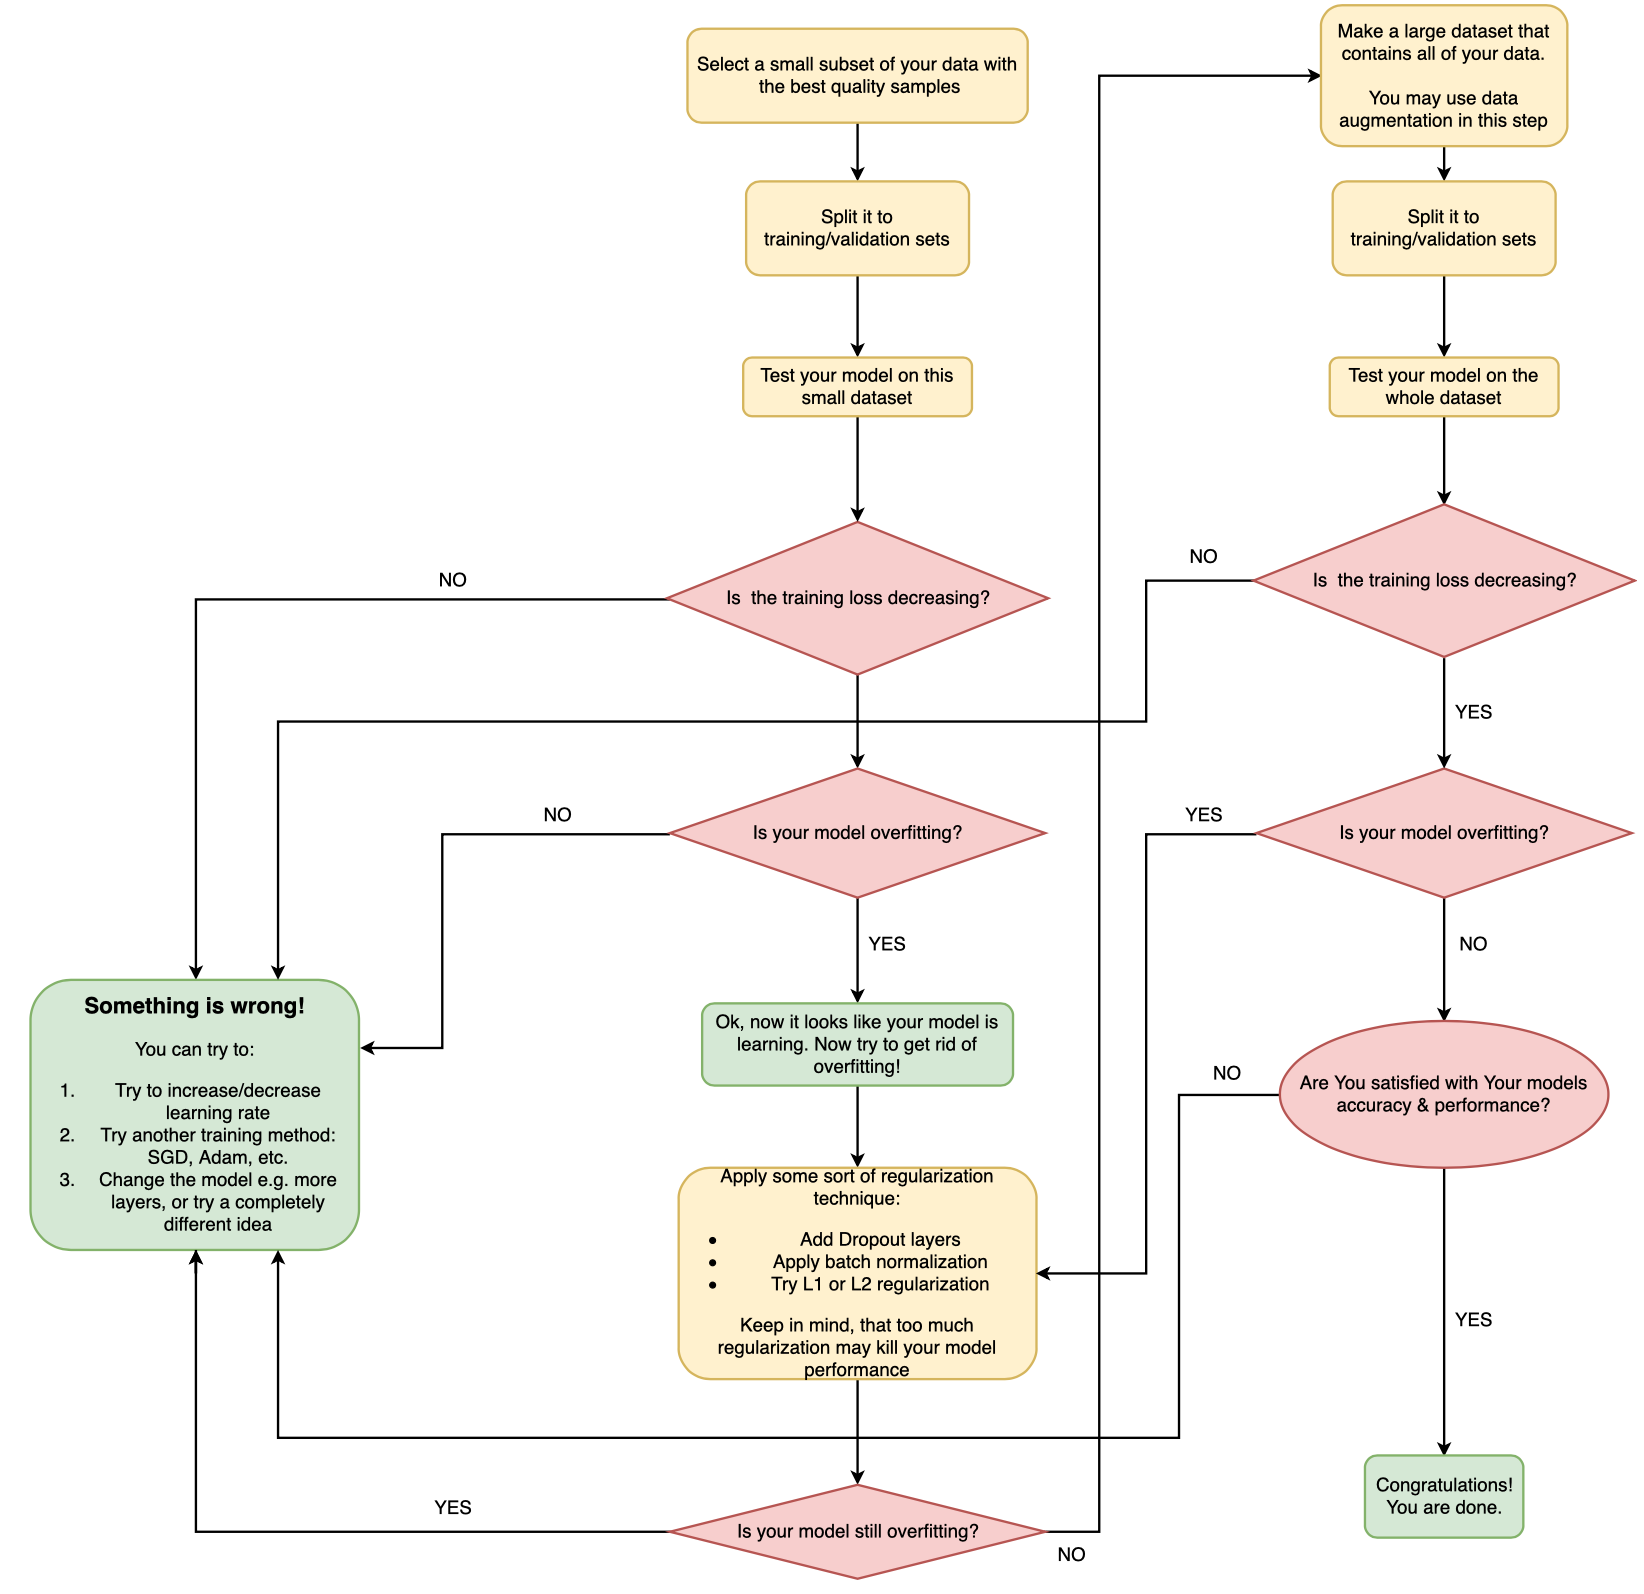 Select a small subset of your data with
the best quality samples
Split it to
training/validation sets
Test your model on this
small dataset
Is  the training loss decreasing?
NO
Is your model overfitting?
NO
YES
Ok, now it looks like your model is
learning. Now try to get rid of
overfitting!
Apply some sort of regularization
technique:
• Add Dropout layers
• Apply batch normalization
• Try L1 or L2 regularization
Keep in mind, that too much
regularization may kill your model
performance
Is your model still overfitting?
YES
NO
Something is wrong!
You can try to:
1. Try to increase/decrease
learning rate
2. Try another training method:
SGD, Adam, etc.
3. Change the model e.g. more
layers, or try a completely
different idea
Make a large dataset that
contains all of your data.
You may use data
augmentation in this step
Split it to
training/validation sets
Test your model on the
whole dataset
Is  the training loss decreasing?
NO
YES
Is your model overfitting?
YES
NO
Are You satisfied with Your models
accuracy & performance?
NO
YES
Congratulations!
You are done.